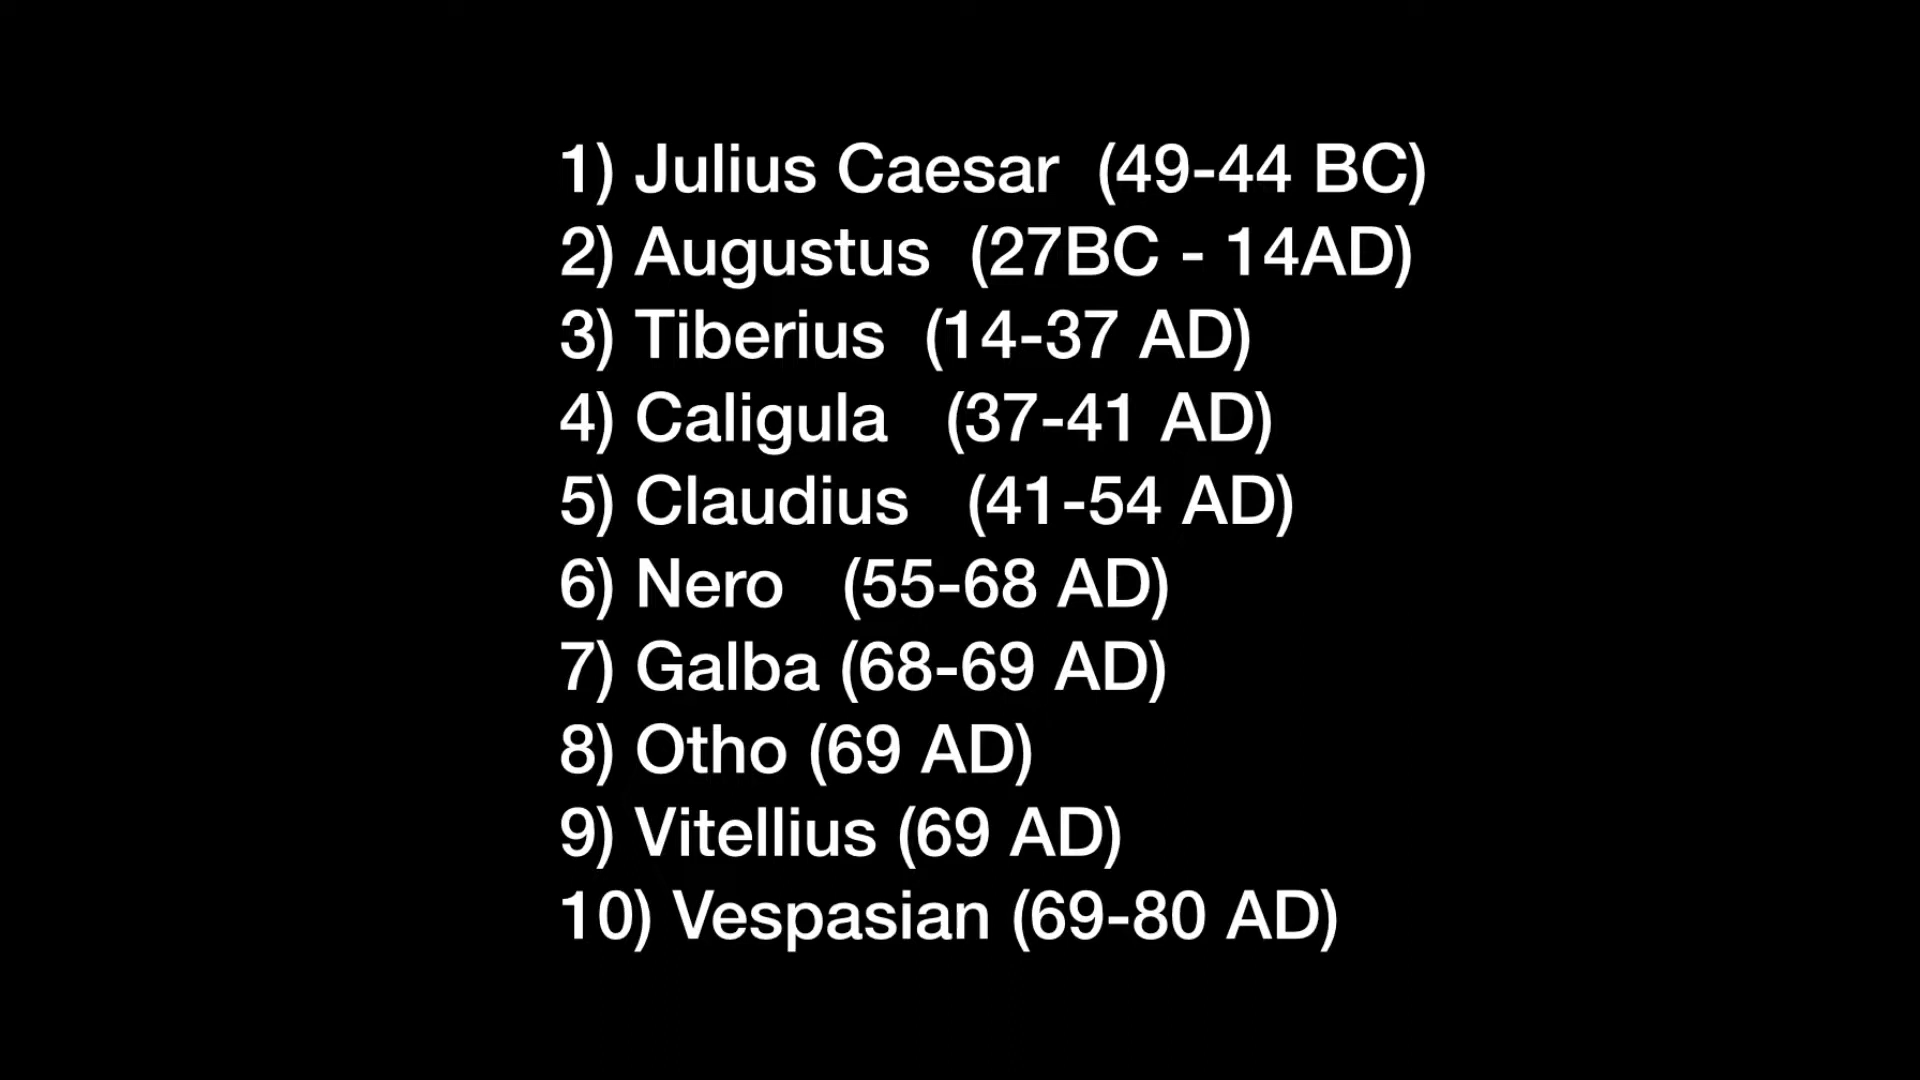 1) Julius Caesar  (49-44 BC)
2) Augustus  (27BC - 14AD)
3) Tiberius  (14-37 AD)
4) Caligula   (37-41 AD)
5) Claudius   (41-54 AD)
6) Nero   (55-68 AD)
7) Galba (68-69 AD)
8) Otho (69 AD)
9) Vitellius (69 AD)
10) Vespasian (69-80 AD)